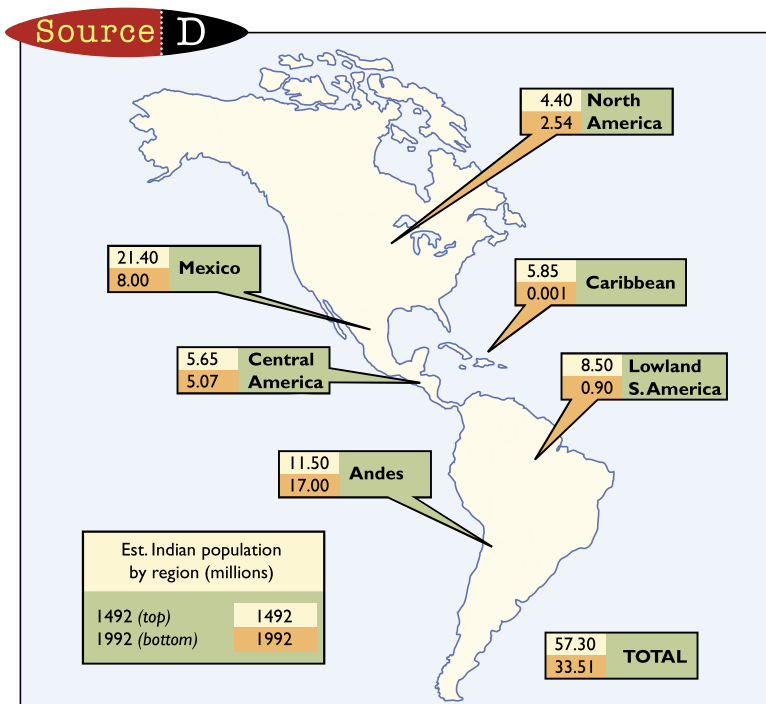 Source D
4.40 North
2.54 America
21.40
8.00
Mexico
5.85
0.001
Caribbean
5.65 Central
5.07 America
8.50 Lowland
0.90 S. America
11.50
17.00
Andes
Est. Indian population
by region (millions)
1492 (top) 1492
1992 (bottom) 1992
57.30
33.51
TOTAL